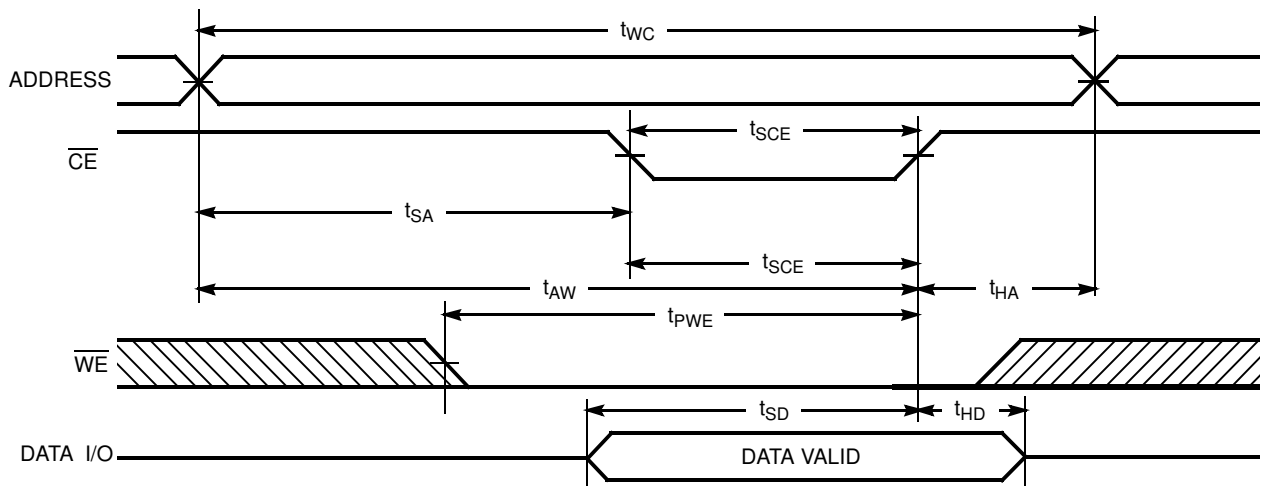 tWC
ADDRESS
tSCE
CE
tSA
tSCE
tAW
tHA
tPWE
WE
tSD
tHD
DATA I/O
DATA VALID